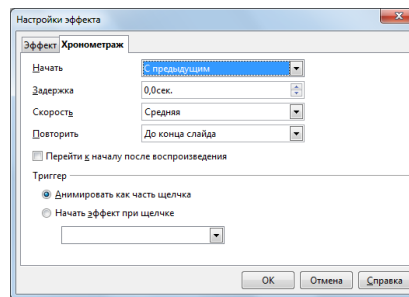 Настройки эффекта
Эффект Хронометраж
Начать С предыдущим
Задержка 0,0сек.
Скорость Средняя
Повторить До конца слайда
Перейти к началу после воспроизведения
Триггер
Анимировать как часть щелчка
Начать эффект при щелчке
OK Отмена Справка